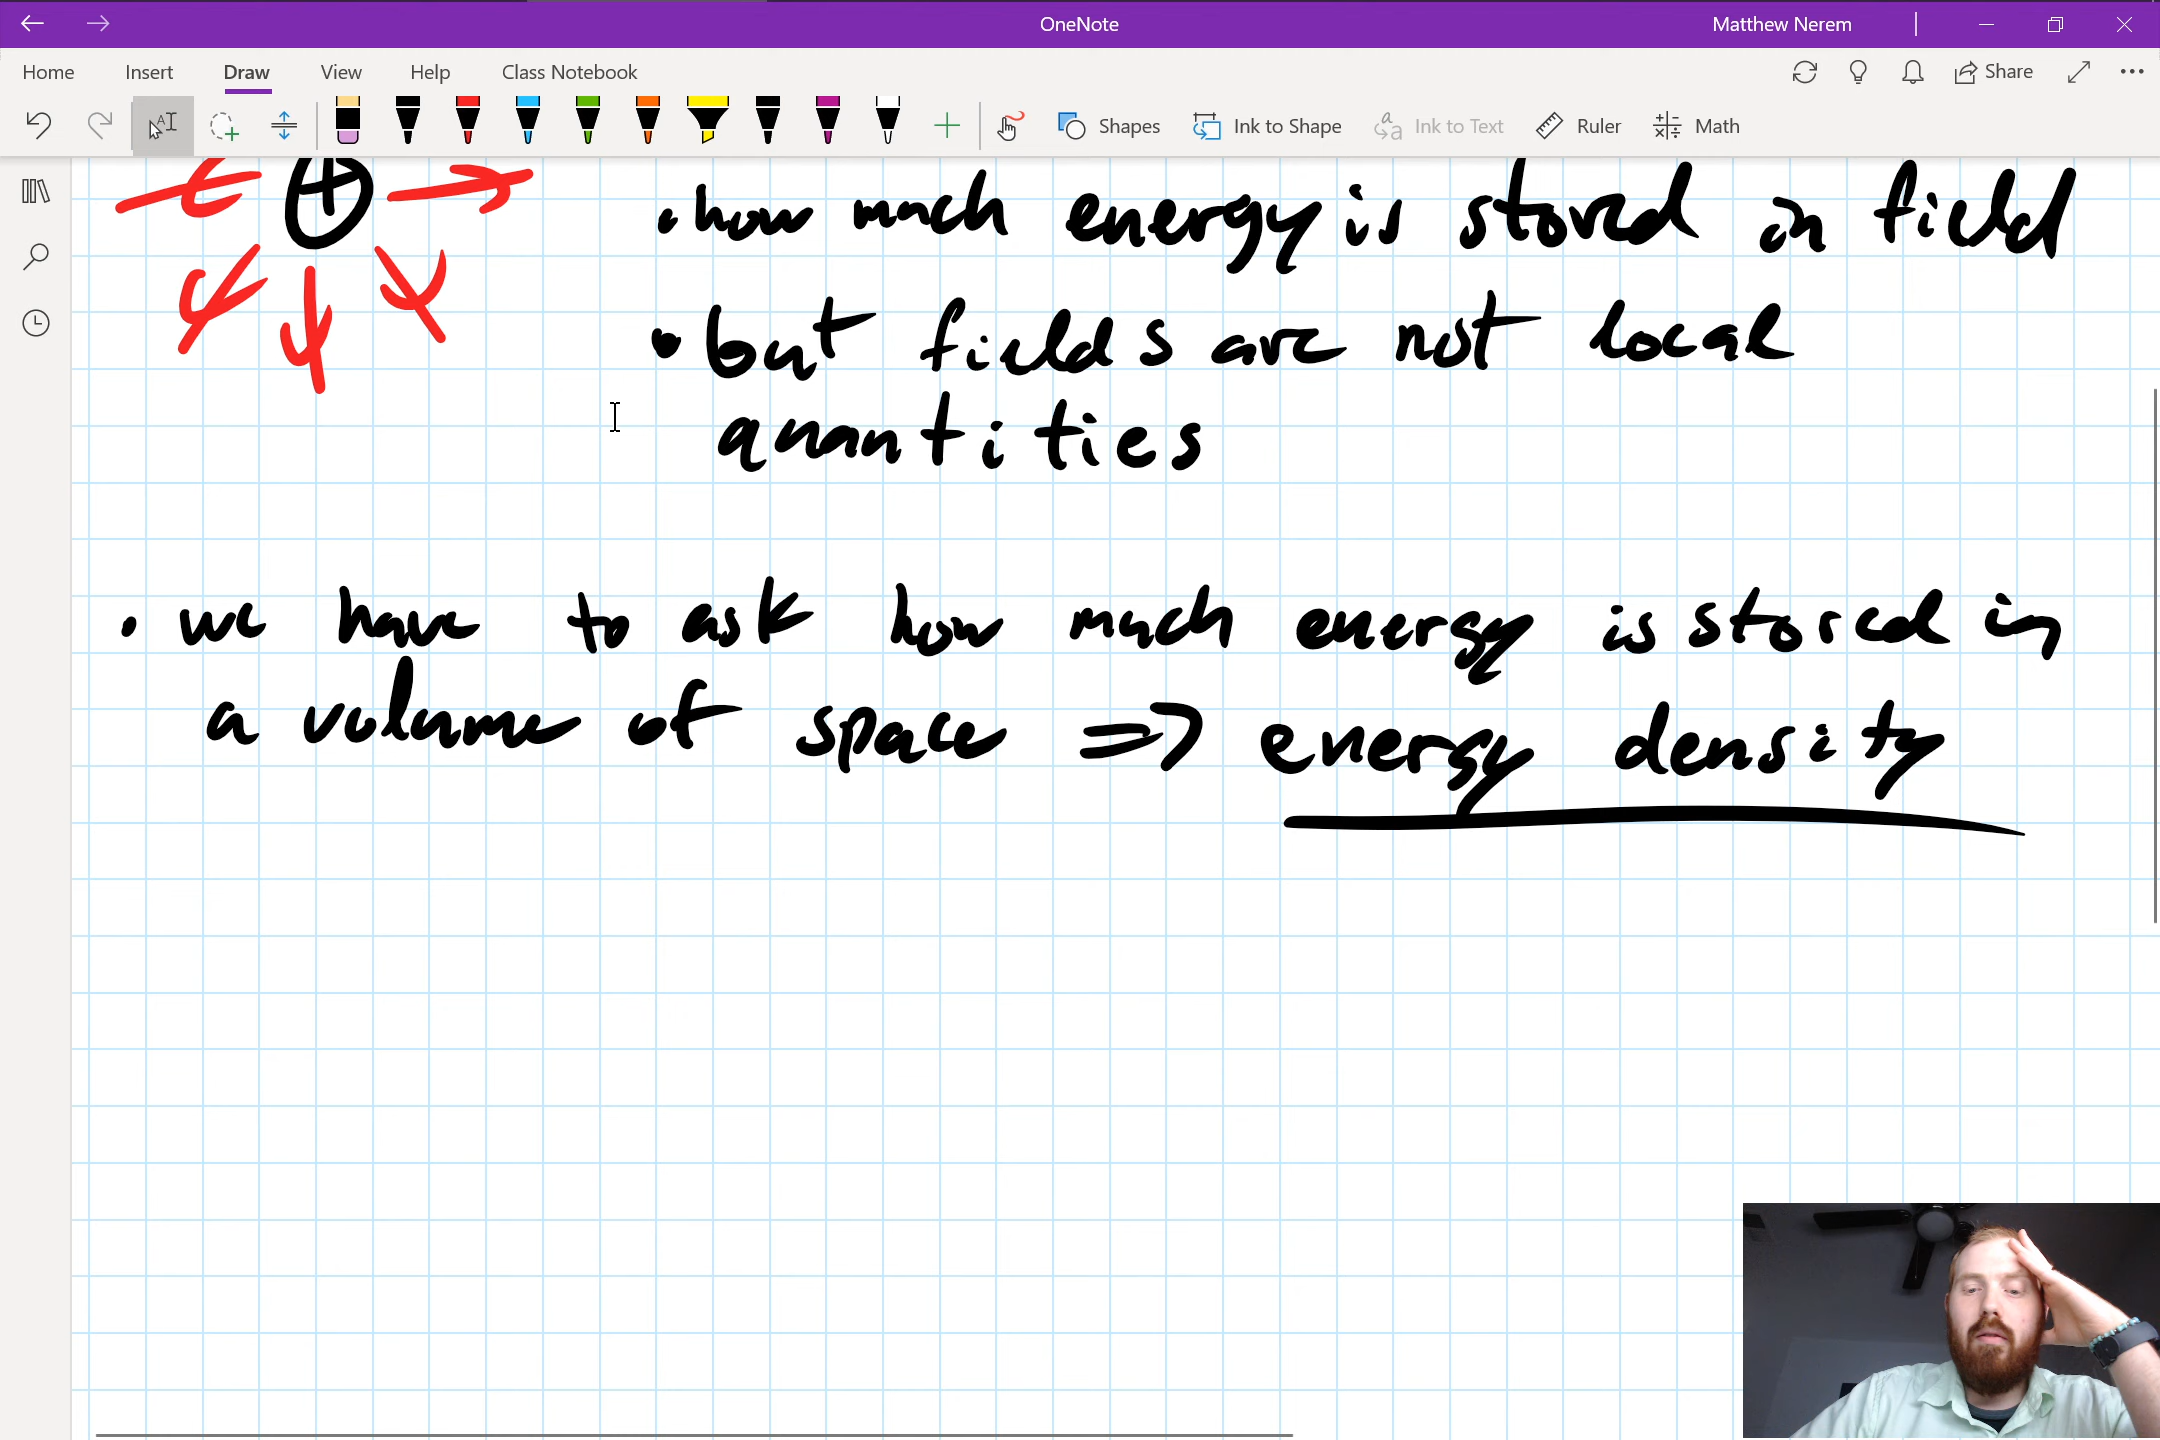 OneNote
Matthew Nerem
Home Insert Draw View Help Class Notebook
Share
Shapes Ink to Shape Ink to Text Ruler Math
• how much energy is stored in field
• but fields are not local
quantities
• we have to ask how much energy is stored in
a volume of space => energy density